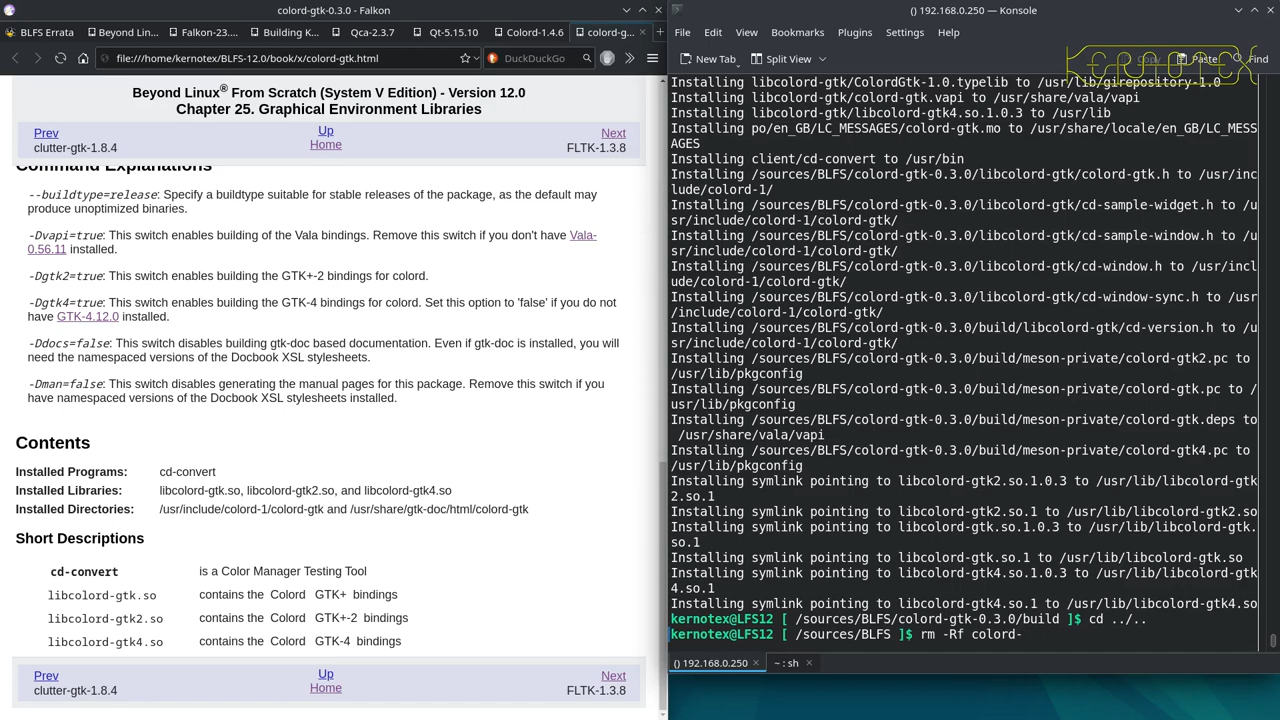 colord-gtk-0.3.0 - Falkon
BLFS Errata
Beyond Lin...
Falkon-23....
Building K...
Qca-2.3.7
Qt-5.15.10
Colord-1.4.6
colord-g...
file:///home/kernotex/BLFS-12.0/book/x/colord-gtk.html
DuckDuckGo
Beyond Linux® From Scratch (System V Edition) - Version 12.0
Chapter 25. Graphical Environment Libraries
Prev Up Next
clutter-gtk-1.8.4 Home FLTK-1.3.8
Command Explanations
--buildtype=release: Specify a buildtype suitable for stable releases of the package, as the default may
produce unoptimized binaries.
-Dvapi=true: This switch enables building of the Vala bindings. Remove this switch if you don't have Vala-
0.56.11 installed.
-Dgtk2=true: This switch enables building the GTK+-2 bindings for colord.
-Dgtk4=true: This switch enables building the GTK-4 bindings for colord. Set this option to 'false' if you do not
have GTK-4.12.0 installed.
-Ddocs=false: This switch disables building gtk-doc based documentation. Even if gtk-doc is installed, you will
need the namespaced versions of the Docbook XSL stylesheets.
-Dman=false: This switch disables generating the manual pages for this package. Remove this switch if you
have namespaced versions of the Docbook XSL stylesheets installed.
Contents
Installed Programs: cd-convert
Installed Libraries: libcolord-gtk.so, libcolord-gtk2.so, and libcolord-gtk4.so
Installed Directories: /usr/include/colord-1/colord-gtk and /usr/share/gtk-doc/html/colord-gtk
Short Descriptions
cd-convert is a Color Manager Testing Tool
libcolord-gtk.so contains the Colord GTK+ bindings
libcolord-gtk2.so contains the Colord GTK+-2 bindings
libcolord-gtk4.so contains the Colord GTK-4 bindings
Prev Up Next
clutter-gtk-1.8.4 Home FLTK-1.3.8
() 192.168.0.250 — Konsole
File Edit View Bookmarks Plugins Settings Help
New Tab Split View Copy Paste Find
KERNOTEX
Installing libcolord-gtk/ColordGtk-1.0.typelib to /usr/lib/girepository-1.0
Installing libcolord-gtk/colord-gtk.vapi to /usr/share/vala/vapi
Installing libcolord-gtk/libcolord-gtk4.so.1.0.3 to /usr/lib
Installing po/en_GB/LC_MESSAGES/colord-gtk.mo to /usr/share/locale/en_GB/LC_MESS
AGES
Installing client/cd-convert to /usr/bin
Installing /sources/BLFS/colord-gtk-0.3.0/libcolord-gtk/colord-gtk.h to /usr/inc
lude/colord-1/
Installing /sources/BLFS/colord-gtk-0.3.0/libcolord-gtk/cd-sample-widget.h to /u
sr/include/colord-1/colord-gtk/
Installing /sources/BLFS/colord-gtk-0.3.0/libcolord-gtk/cd-sample-window.h to /u
sr/include/colord-1/colord-gtk/
Installing /sources/BLFS/colord-gtk-0.3.0/libcolord-gtk/cd-window.h to /usr/incl
ude/colord-1/colord-gtk/
Installing /sources/BLFS/colord-gtk-0.3.0/libcolord-gtk/cd-window-sync.h to /usr
/include/colord-1/colord-gtk/
Installing /sources/BLFS/colord-gtk-0.3.0/build/libcolord-gtk/cd-version.h to /u
sr/include/colord-1/colord-gtk/
Installing /sources/BLFS/colord-gtk-0.3.0/build/meson-private/colord-gtk2.pc to
/usr/lib/pkgconfig
Installing /sources/BLFS/colord-gtk-0.3.0/build/meson-private/colord-gtk.pc to /
usr/lib/pkgconfig
Installing /sources/BLFS/colord-gtk-0.3.0/build/meson-private/colord-gtk.deps to
/usr/share/vala/vapi
Installing /sources/BLFS/colord-gtk-0.3.0/build/meson-private/colord-gtk4.pc to
/usr/lib/pkgconfig
Installing symlink pointing to libcolord-gtk2.so.1.0.3 to /usr/lib/libcolord-gtk
2.so.1
Installing symlink pointing to libcolord-gtk2.so.1 to /usr/lib/libcolord-gtk2.so
Installing symlink pointing to libcolord-gtk.so.1.0.3 to /usr/lib/libcolord-gtk.
so.1
Installing symlink pointing to libcolord-gtk.so.1 to /usr/lib/libcolord-gtk.so
Installing symlink pointing to libcolord-gtk4.so.1.0.3 to /usr/lib/libcolord-gtk
4.so.1
Installing symlink pointing to libcolord-gtk4.so.1 to /usr/lib/libcolord-gtk4.so
kernotex@LFS12 [ /sources/BLFS/colord-gtk-0.3.0/build ]$ cd ../..
kernotex@LFS12 [ /sources/BLFS ]$ rm -Rf colord-
() 192.168.0.250
~ : sh